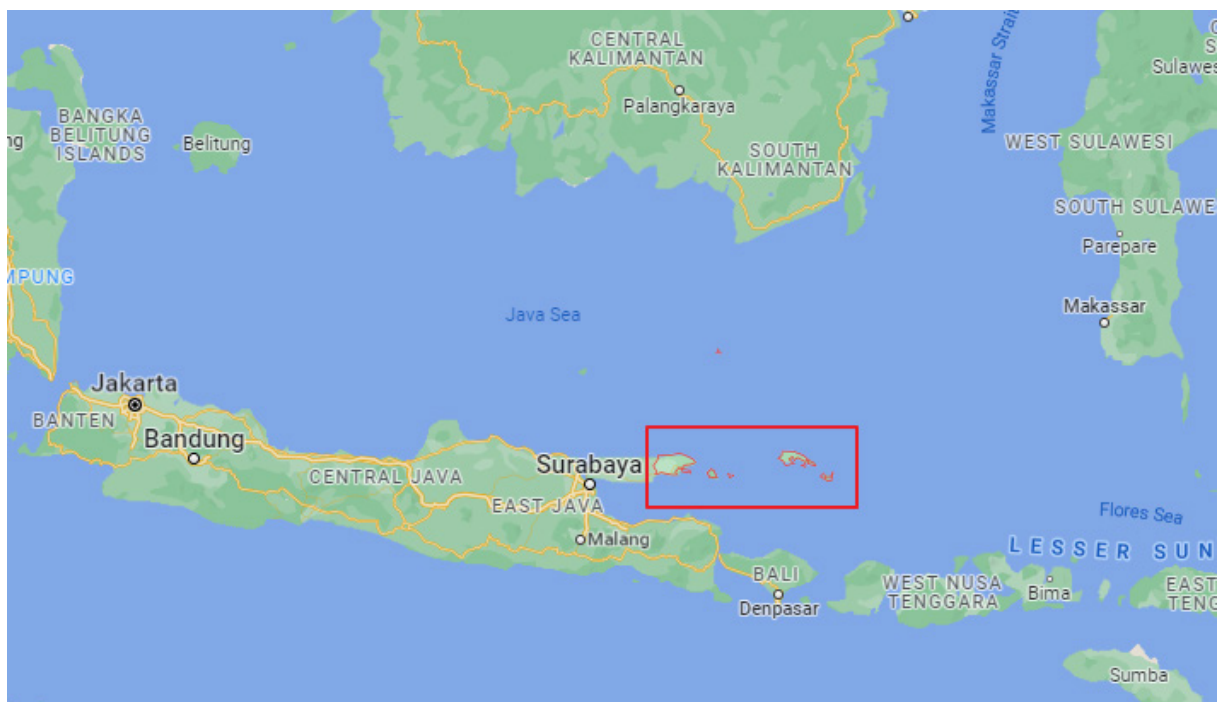 CENTRAL
KALIMANTAN
Makassar Strait
Sulawes
BANGKA
BELITUNG
ISLANDS
ng
Belitung
Palangkaraya
SOUTH
KALIMANTAN
WEST SULAWESI
SOUTH SULAWE
Parepare
MPUNG
Java Sea
Makassar
Jakarta
BANTEN
Bandung
CENTRAL JAVA
Surabaya
EAST JAVA
Malang
Flores Sea
LESSER SUN
BALI
Denpasar
WEST NUSA
TENGGARA
Bima
EAST
TENG
Sumba